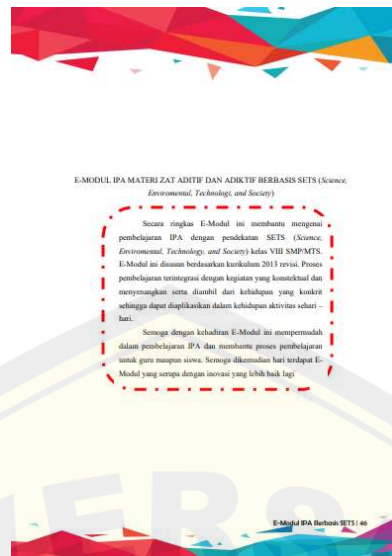 E-MODUL IPA MATERI ZAT ADITIF DAN ADIKTIF BERBASIS SETS (Science,
Enviromental, Technologi, and Society)
Secara ringkas E-Modul ini membantu mengenai
pembelajaran IPA dengan pendekatan SETS (Science,
Enviromental, Technology, and Society) kelas VIII SMP/MTS.
E-Modul ini disusun berdasarkan kurikulum 2013 revisi. Proses
pembelajaran terintegrasi dengan kegiatan yang konstektual dan
menyenangkan serta diambil dari kehidupan yang konkrit
sehingga dapat diaplikasikan dalam kehidupan aktivitas sehari –
hari.
Semoga dengan kehadiran E-Modul ini mempermudah
dalam pembelajaran IPA dan membantu proses pembelajaran
untuk guru maupun siswa. Semoga dikemudian hari terdapat E-
Modul yang serupa dengan inovasi yang lebih baik lagi
E-Modul IPA Berbasis SETS | 46